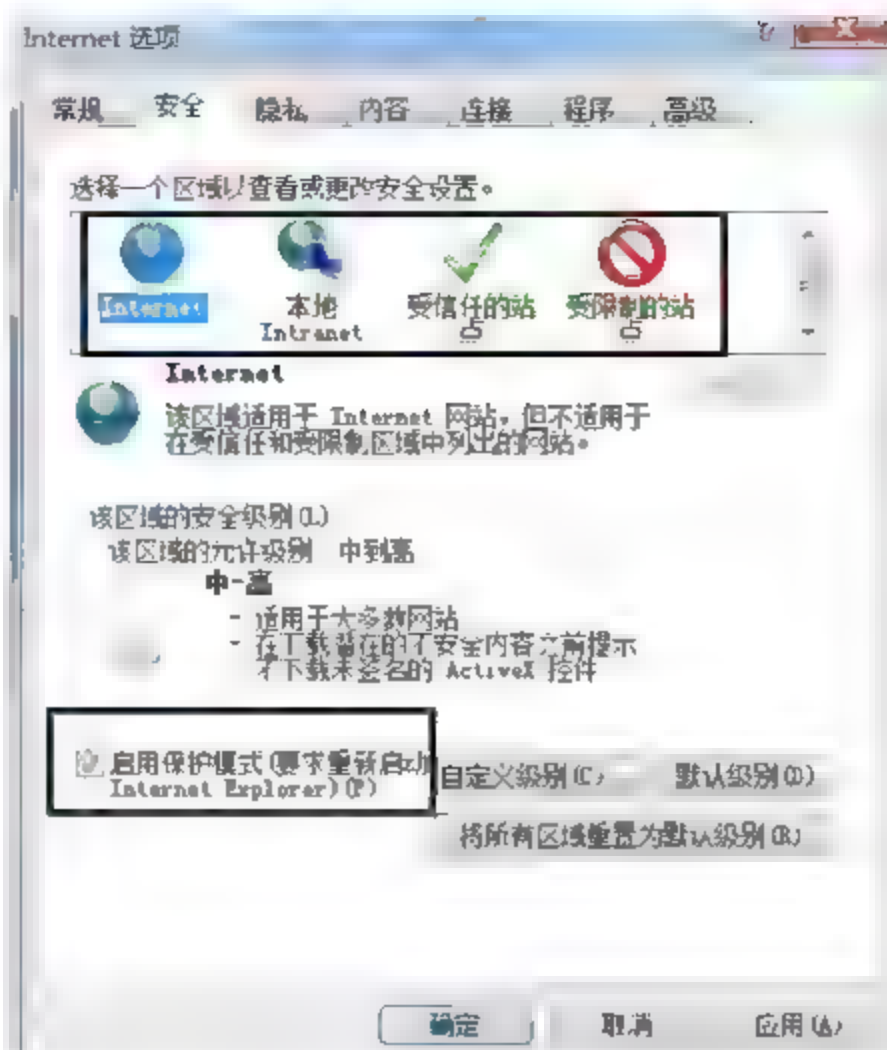 Internet 选项
常规 安全 隐私 内容 连接 程序 高级
选择一个区域以查看或更改安全设置。
Internet 本地 受信任的站 受限制的站
Intranet 点 点
Internet
该区域适用于 Internet 网站，但不适用于
在受信任和受限制区域中列出的网站。
该区域的安全级别(L)
该区域的允许级别 中到高
中-高
- 适用于大多数网站
- 在下载潜在的不安全内容之前提示
不下载未签名的 ActiveX 控件
启用保护模式(要求重新启动 自定义级别(C) 默认级别(D)
Internet Explorer)(P)
将所有区域重置为默认级别(R)
确定 取消 应用(A)